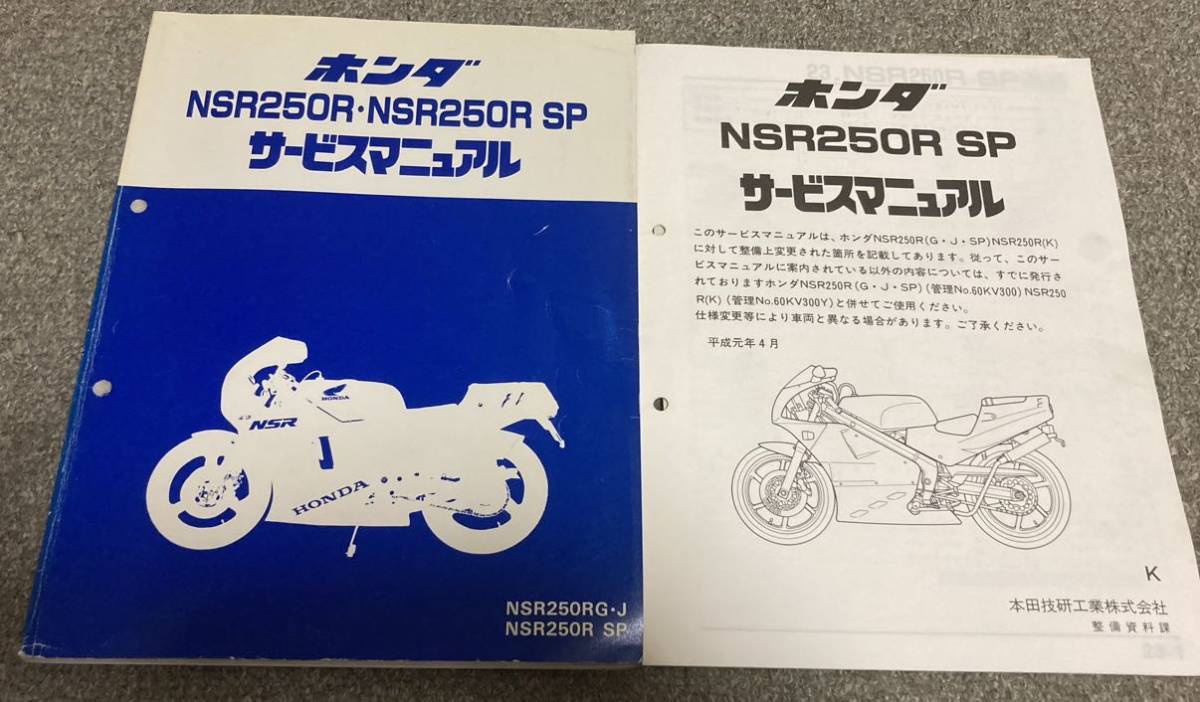 ホンダ
NSR250R・NSR250R SP
サービスマニュアル
HONDA
NSR
HONDA
NSR250RG・J
NSR250R SP
23. NSR250R SP
ホンダ
NSR250R SP
サービスマニュアル
このサービスマニュアルは、ホンダNSR250R(G・J・SP)NSR250R(K)
に対して整備上変更された箇所を記載してあります。従って、このサー
ビスマニュアルに案内されている以外の内容については、すでに発行さ
れておりますホンダNSR250R(G・J・SP)(管理No.60KV300)NSR250
R(K)(管理No.60KV300Y)と併せてご使用ください。
仕様変更等により車両と異なる場合があります。ご了承ください。
平成元年4月
K
本田技研工業株式会社
整備資料課
23-1